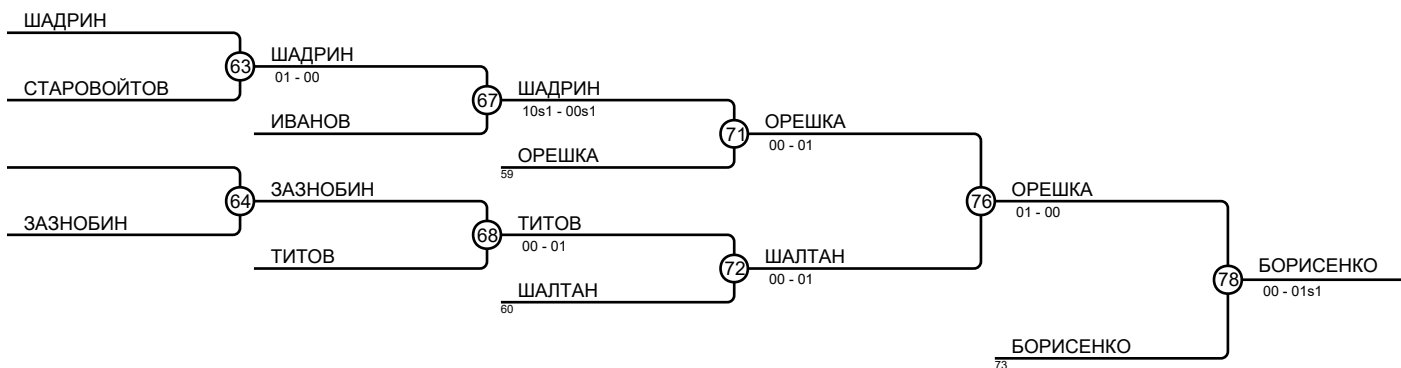 ШАДРИН
63
ШАДРИН
01 - 00
СТАРОВОЙТОВ
67
ШАДРИН
10s1 - 00s1
ИВАНОВ
71
ОРЕШКА
00 - 01
ОРЕШКА
59
64
ЗАЗНОБИН
76
ОРЕШКА
01 - 00
ЗАЗНОБИН
68
ТИТОВ
00 - 01
ТИТОВ
72
ШАЛТАН
00 - 01
78
БОРИСЕНКО
00 - 01s1
ШАЛТАН
60
БОРИСЕНКО
73